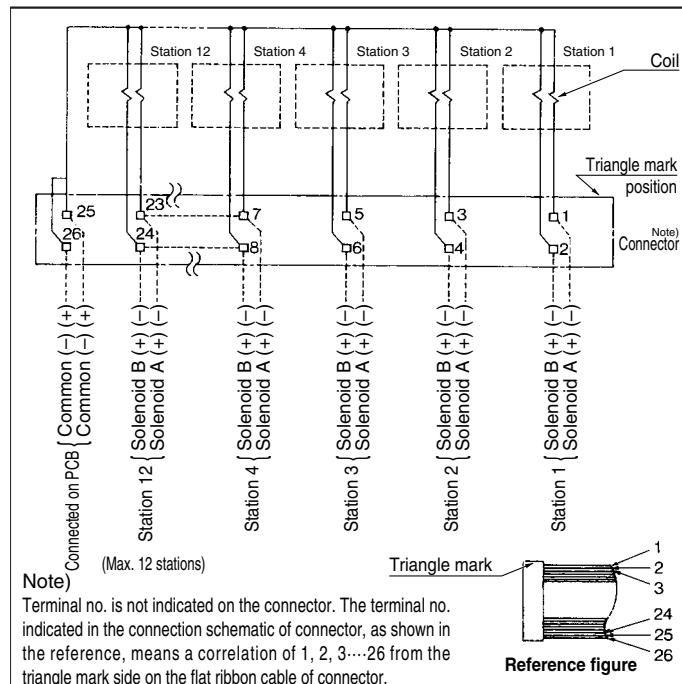 Station 12
Station 4
Station 3
Station 2
Station 1
Coil
Triangle mark
position
25
23
7
5
3
1
26
24
8
6
4
2
Note)
Connector
Connected on PCB
Common (−) (+)
Common (−) (+)
Station 12
Solenoid B (+) (−)
Solenoid A (+) (−)
Station 4
Solenoid B (+) (−)
Solenoid A (+) (−)
Station 3
Solenoid B (+) (−)
Solenoid A (+) (−)
Station 2
Solenoid B (+) (−)
Solenoid A (+) (−)
Station 1
Solenoid B (+) (−)
Solenoid A (+) (−)
(Max. 12 stations)
Note)
Terminal no. is not indicated on the connector. The terminal no.
indicated in the connection schematic of connector, as shown in
the reference, means a correlation of 1, 2, 3····26 from the
triangle mark side on the flat ribbon cable of connector.
Triangle mark
1
2
3
24
25
26
Reference figure